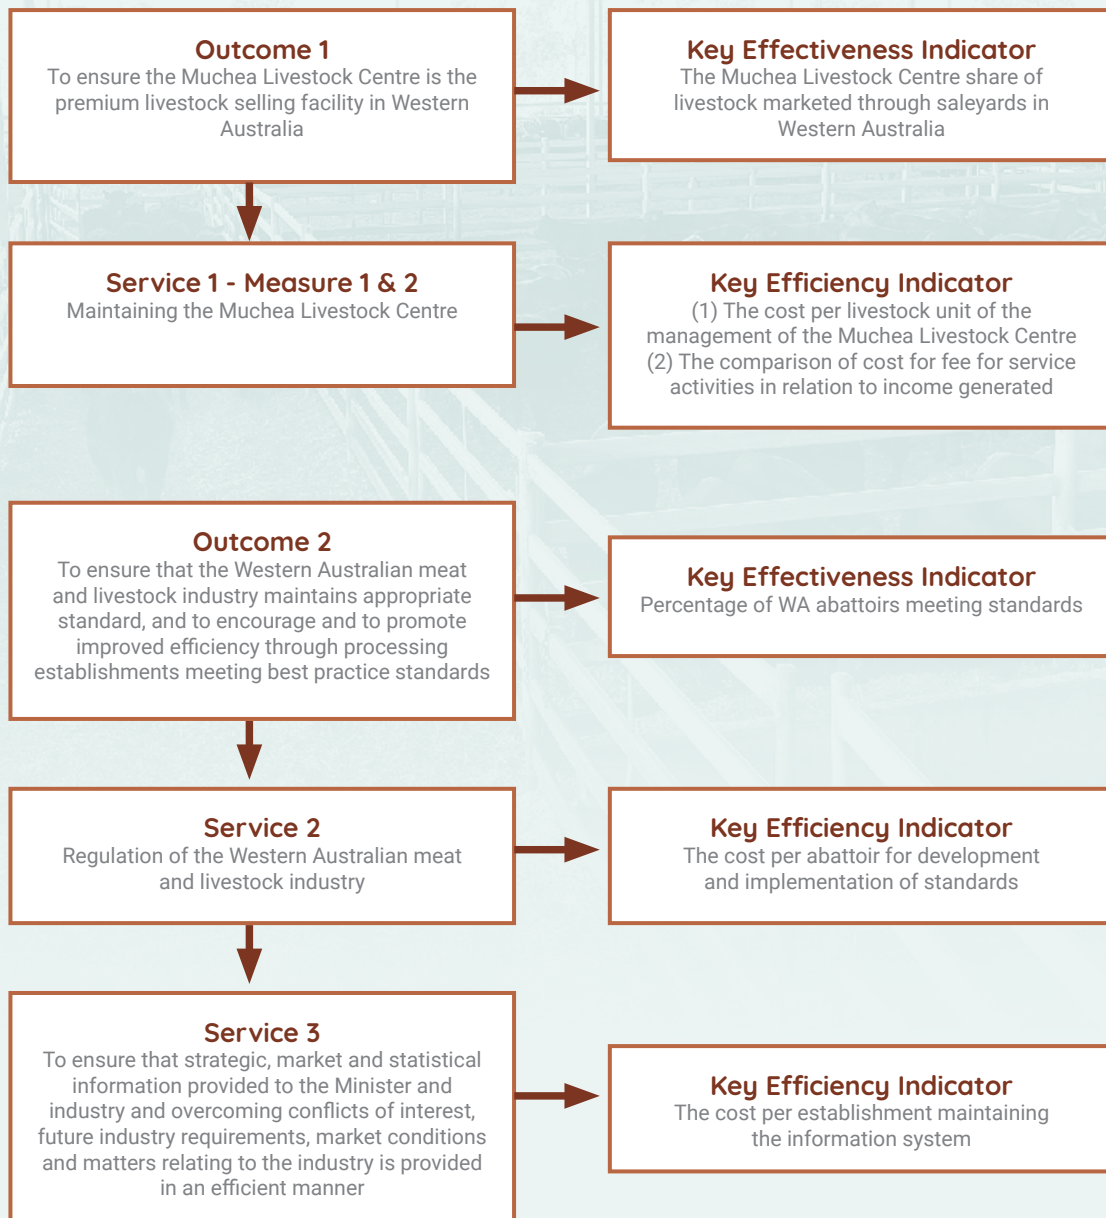 Outcome 1
To ensure the Muchea Livestock Centre is the
premium livestock selling facility in Western
Australia
Key Effectiveness Indicator
The Muchea Livestock Centre share of
livestock marketed through saleyards in
Western Australia
Service 1 - Measure 1 & 2
Maintaining the Muchea Livestock Centre
Key Efficiency Indicator
(1) The cost per livestock unit of the
management of the Muchea Livestock Centre
(2) The comparison of cost for fee for service
activities in relation to income generated
Outcome 2
To ensure that the Western Australian meat
and livestock industry maintains appropriate
standard, and to encourage and to promote
improved efficiency through processing
establishments meeting best practice standards
Key Effectiveness Indicator
Percentage of WA abattoirs meeting standards
Service 2
Regulation of the Western Australian meat
and livestock industry
Key Efficiency Indicator
The cost per abattoir for development
and implementation of standards
Service 3
To ensure that strategic, market and statistical
information provided to the Minister and
industry and overcoming conflicts of interest,
future industry requirements, market conditions
and matters relating to the industry is provided
in an efficient manner
Key Efficiency Indicator
The cost per establishment maintaining
the information system